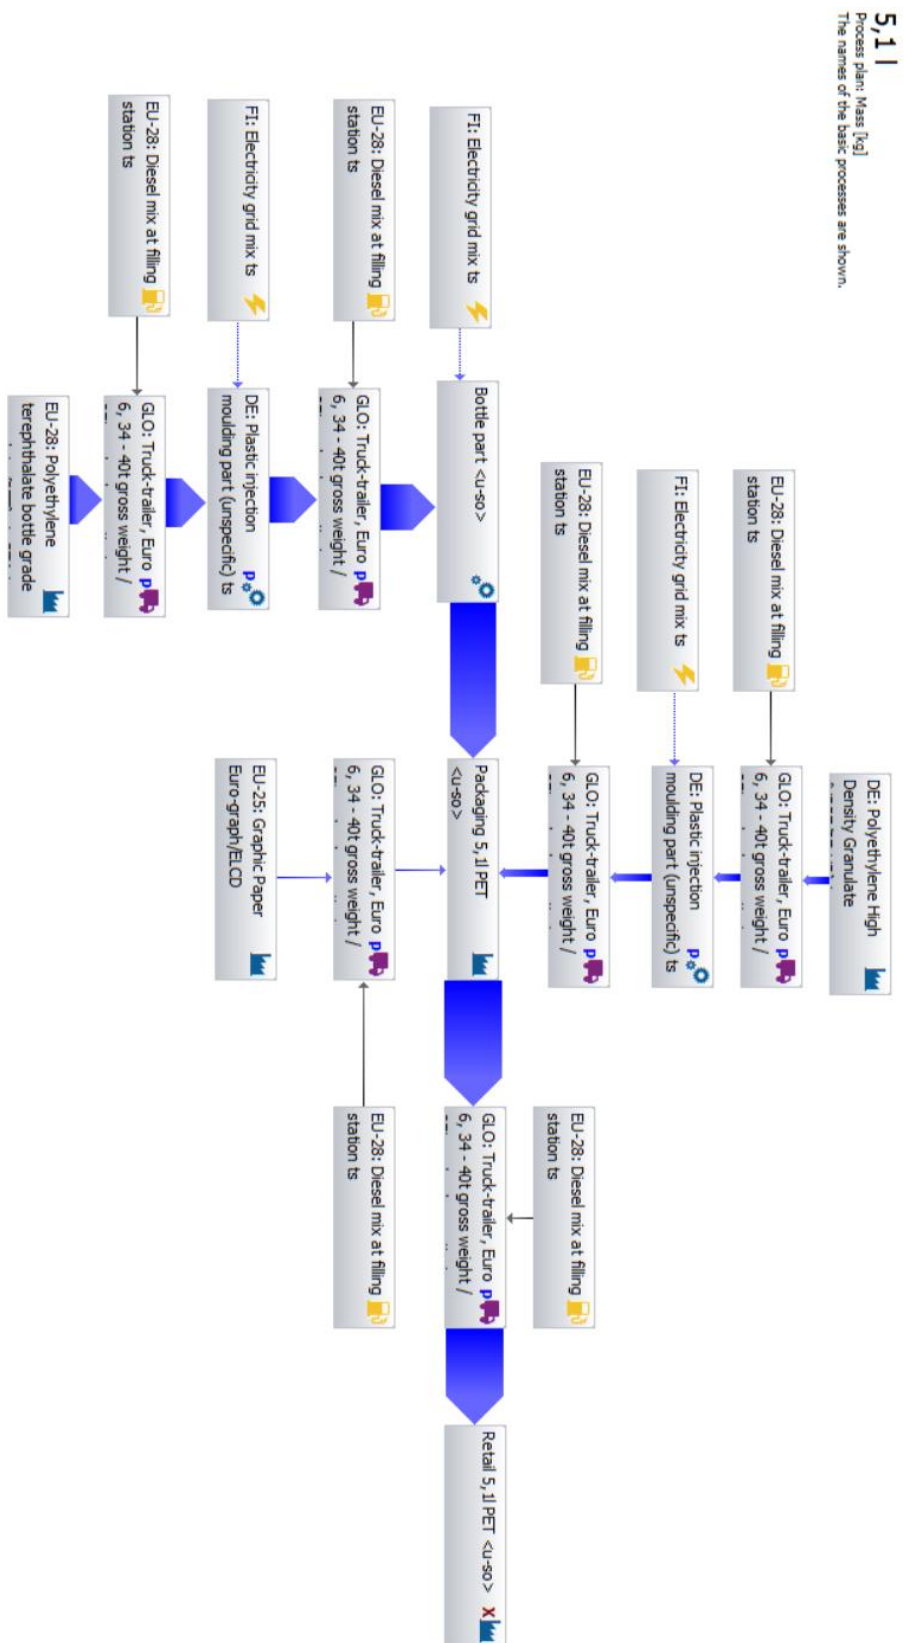 5,1 l
Process plan: Mass [kg]
The names of the basic processes are shown.
DE: Polyethylene High
Density Granulate
EU-28: Diesel mix at filling
station ts
GLO: Truck-trailer, Euro
6, 34 - 40t gross weight /
p
FI: Electricity grid mix ts
DE: Plastic injection
moulding part (unspecific) ts
p
EU-28: Diesel mix at filling
station ts
GLO: Truck-trailer, Euro
6, 34 - 40t gross weight /
p
EU-28: Diesel mix at filling
station ts
FI: Electricity grid mix ts
Bottle part <u-so>
Packaging 5,1l PET
<u-so>
GLO: Truck-trailer, Euro
6, 34 - 40t gross weight /
p
Retail 5,1l PET <u-so>
X
EU-28: Diesel mix at filling
station ts
GLO: Truck-trailer, Euro
6, 34 - 40t gross weight /
p
GLO: Truck-trailer, Euro
6, 34 - 40t gross weight /
p
EU-28: Diesel mix at filling
station ts
FI: Electricity grid mix ts
DE: Plastic injection
moulding part (unspecific) ts
p
EU-25: Graphic Paper
Euro-graph/ELCD
EU-28: Diesel mix at filling
station ts
GLO: Truck-trailer, Euro
6, 34 - 40t gross weight /
p
EU-28: Polyethylene
terephthalate bottle grade